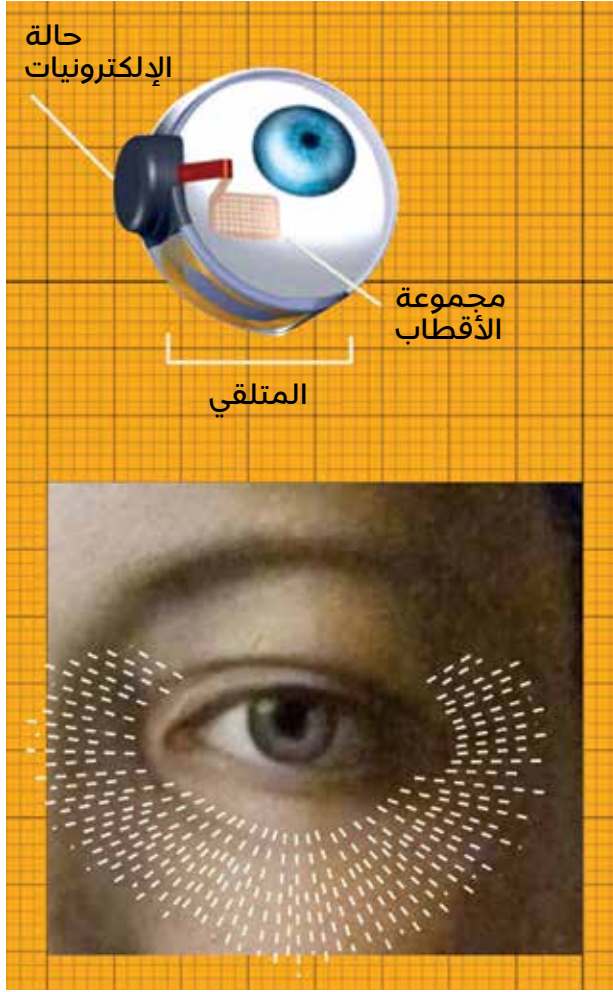 حالة
الإلكترونيات
مجموعة
الأقطاب
المتلقي